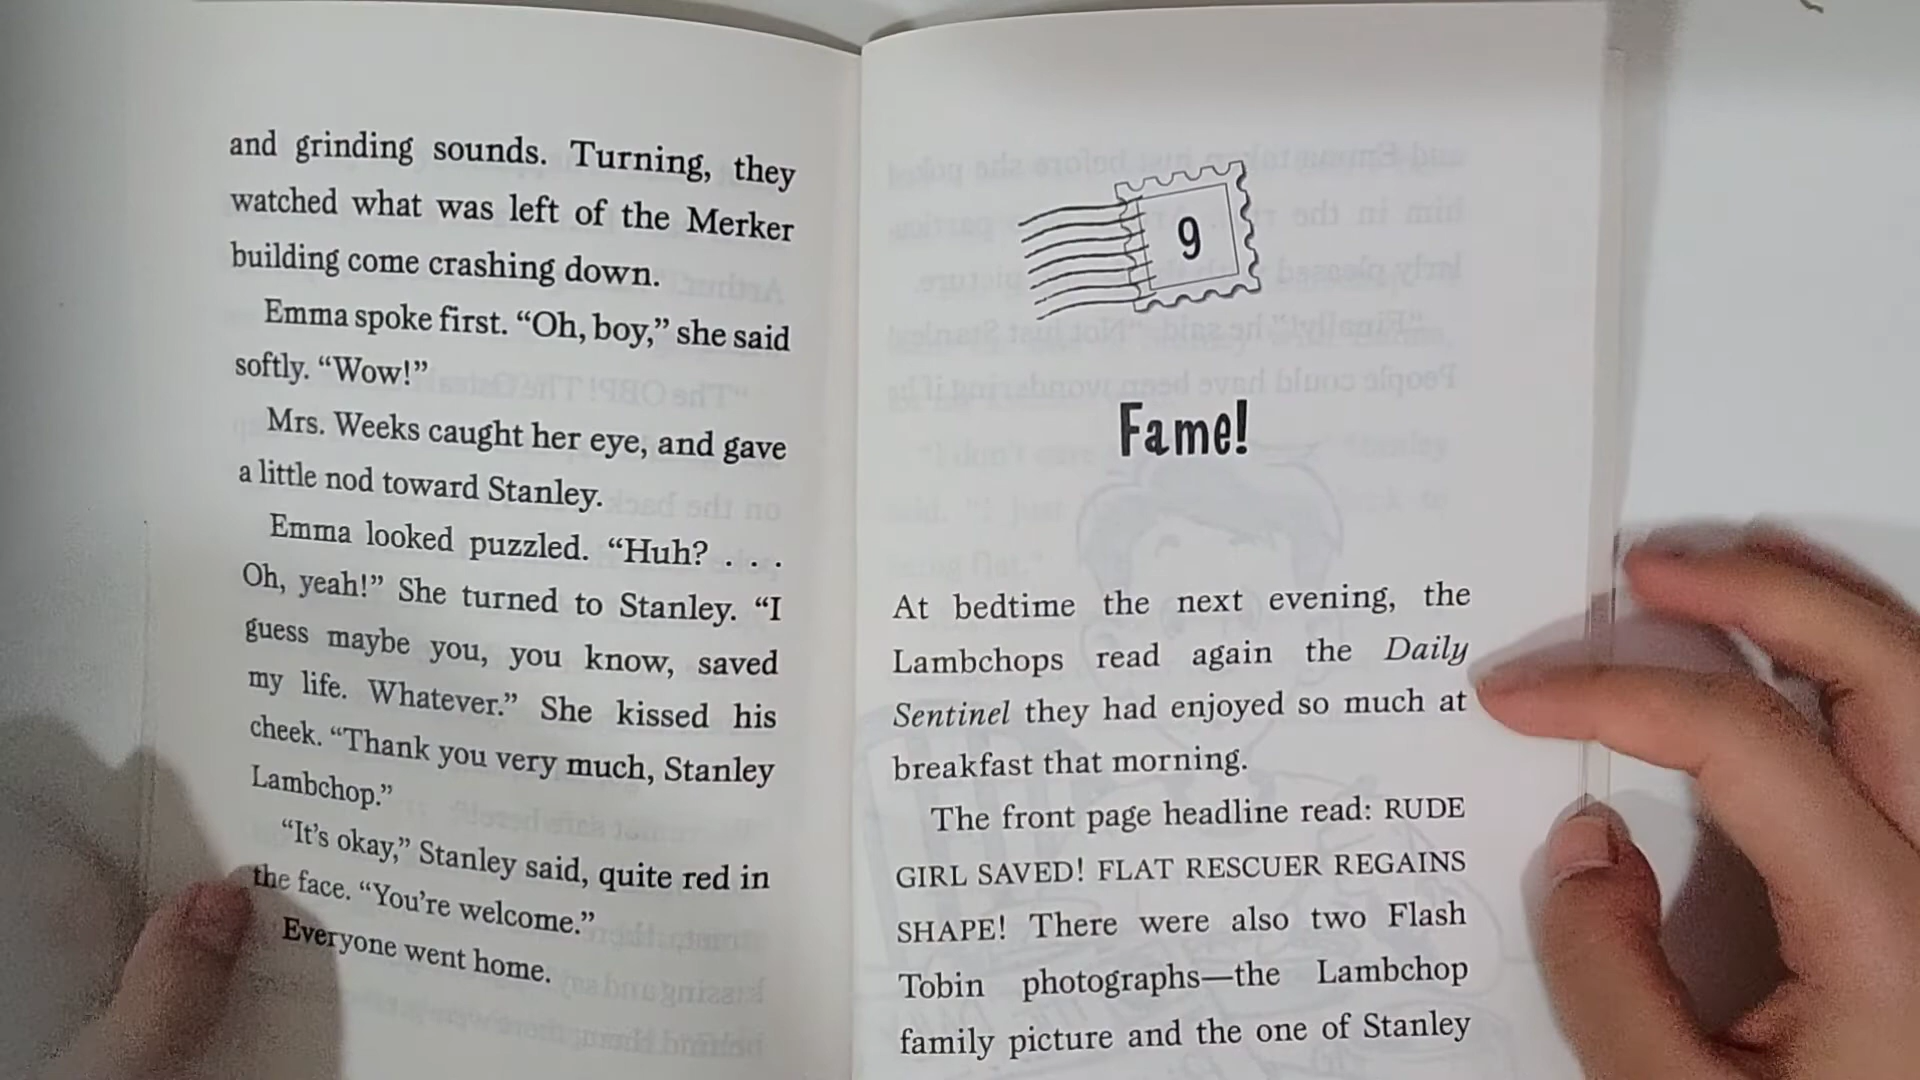 and grinding sounds. Turning, they
watched what was left of the Merker
building come crashing down.
Emma spoke first. “Oh, boy,” she said
softly. “Wow!”
Mrs. Weeks caught her eye, and gave
a little nod toward Stanley.
Emma looked puzzled. “Huh? . . .
Oh, yeah!” She turned to Stanley. “I
guess maybe you, you know, saved
my life. Whatever.” She kissed his
cheek. “Thank you very much, Stanley
Lambchop.”
“It’s okay,” Stanley said, quite red in
the face. “You’re welcome.”
Everyone went home.
9
Fame!
At bedtime the next evening, the
Lambchops read again the Daily
Sentinel they had enjoyed so much at
breakfast that morning.
The front page headline read: RUDE
GIRL SAVED! FLAT RESCUER REGAINS
SHAPE! There were also two Flash
Tobin photographs—the Lambchop
family picture and the one of Stanley